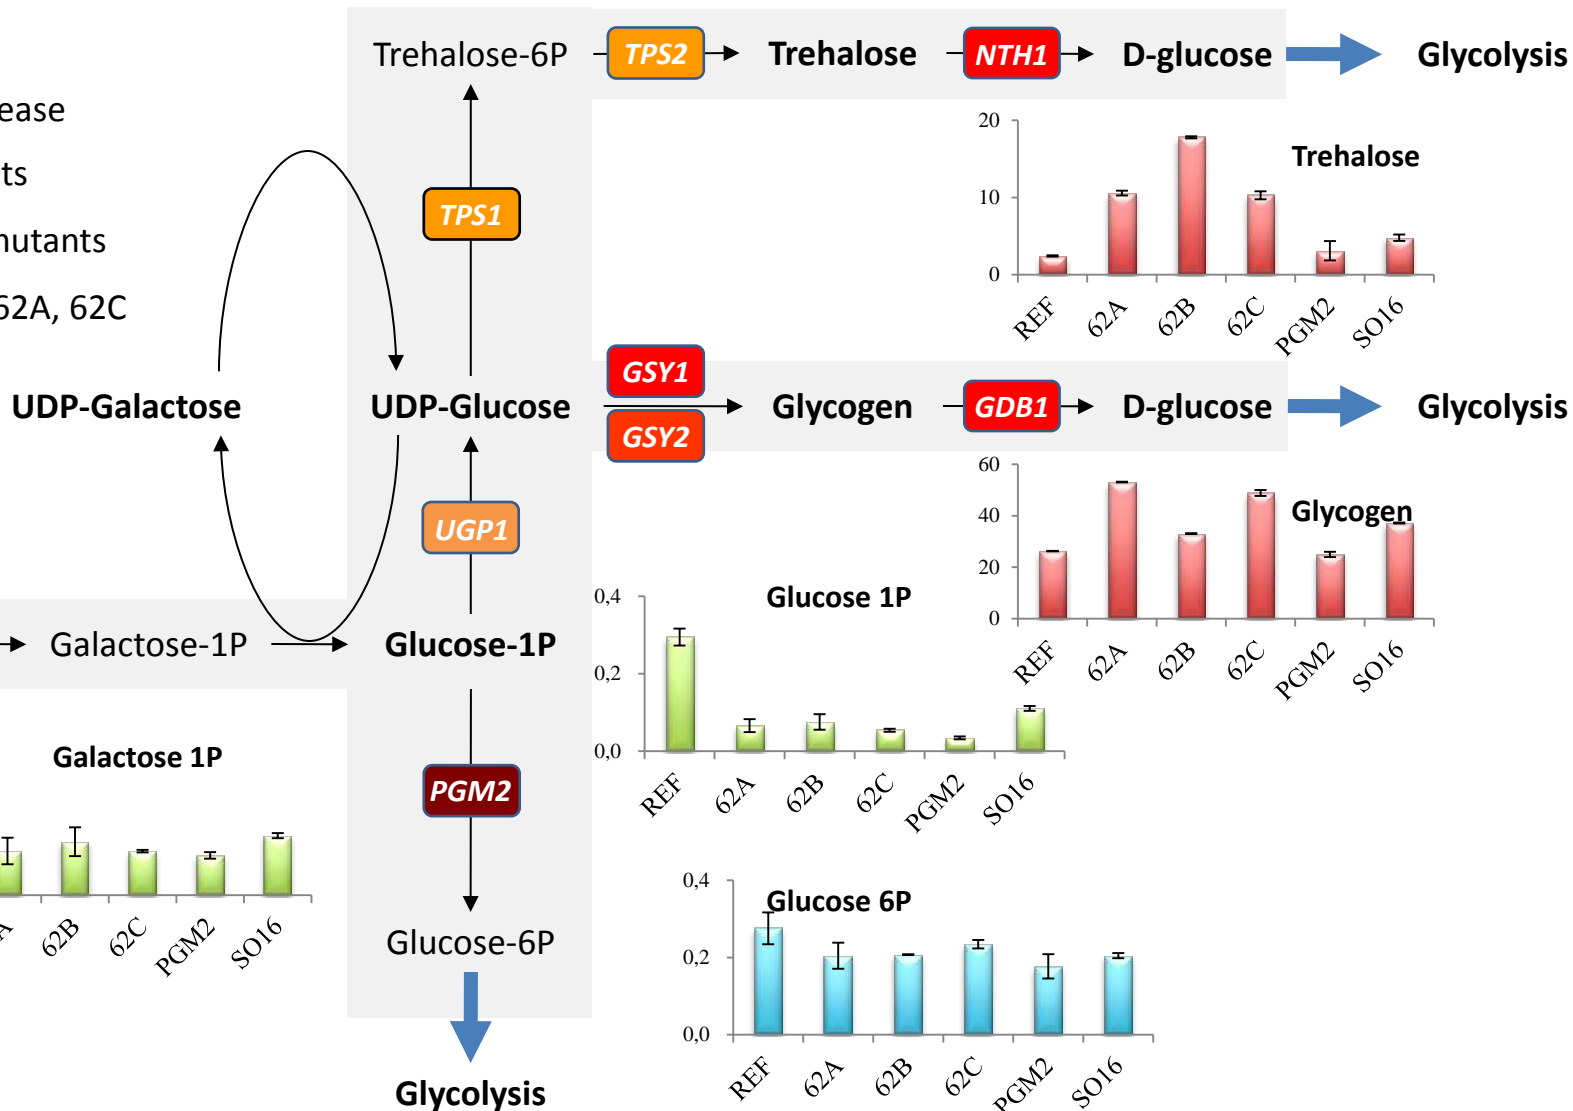 Trehalose-6P TPS2 Trehalose NTH1 D-glucose Glycolysis
ease
ts
nutants
62A, 62C
TPS1
20
10
0
Trehalose
REF 62A 62B 62C PGM2 SO16
UDP-Galactose UDP-Glucose GSY1 GSY2 Glycogen GDB1 D-glucose Glycolysis
UGP1
60
40
20
0
Glycogen
REF 62A 62B 62C PGM2 SO16
Galactose-1P Glucose-1P
0,4
0,2
0,0
Glucose 1P
REF 62A 62B 62C PGM2 SO16
Galactose 1P
A 62B 62C PGM2 SO16
PGM2
Glucose-6P
Glycolysis
0,4
0,2
0,0
Glucose 6P
REF 62A 62B 62C PGM2 SO16